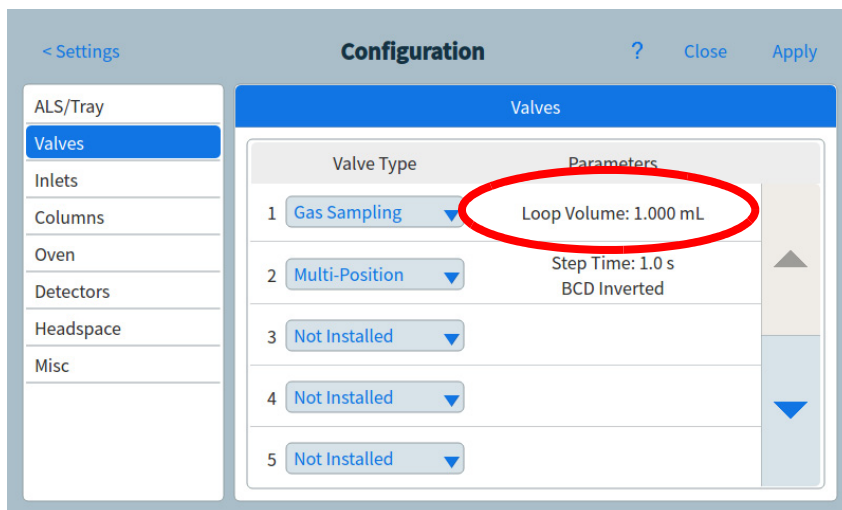 < Settings Configuration ? Close Apply
ALS/Tray
Valves
Inlets
Columns
Oven
Detectors
Headspace
Misc
Valves
Valve Type Parameters
1 Gas Sampling Loop Volume: 1.000 mL
2 Multi-Position Step Time: 1.0 s
BCD Inverted
3 Not Installed
4 Not Installed
5 Not Installed